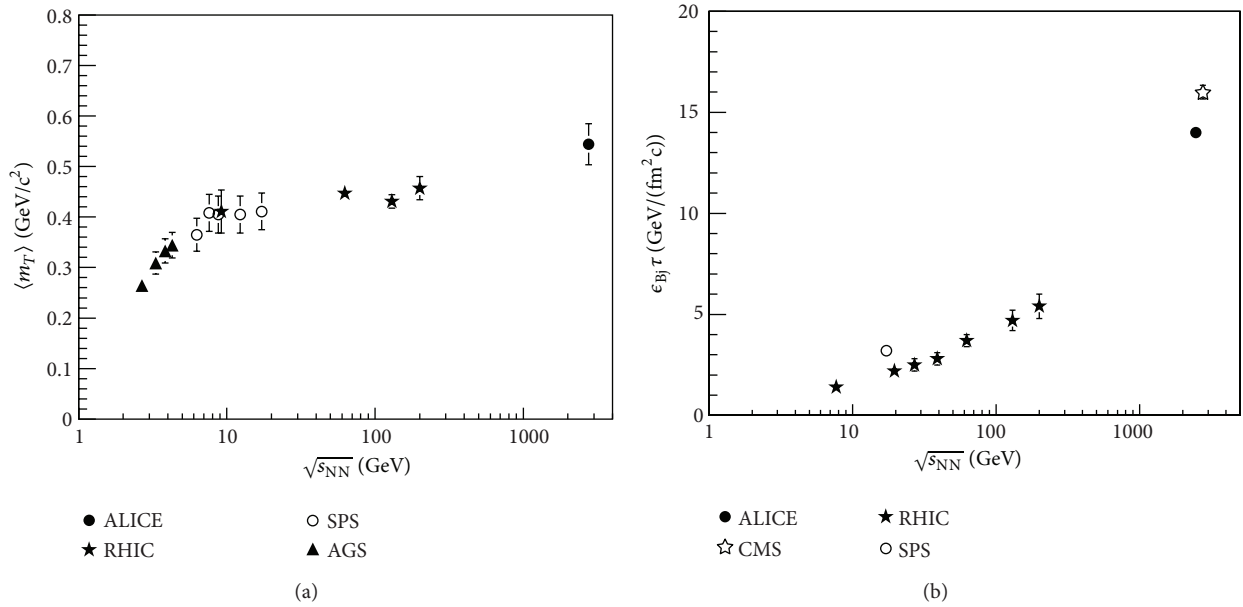 0.8
0.7
0.6
0.5
0.4
0.3
0.2
0.1
0
⟨m_T⟩ (GeV/c²)
1 10 100 1000
√s_NN (GeV)
● ALICE ○ SPS
★ RHIC ▲ AGS
(a)
20
15
10
5
0
ϵ_Bj τ (GeV/(fm²c))
1 10 100 1000
√s_NN (GeV)
● ALICE ★ RHIC
☆ CMS ○ SPS
(b)